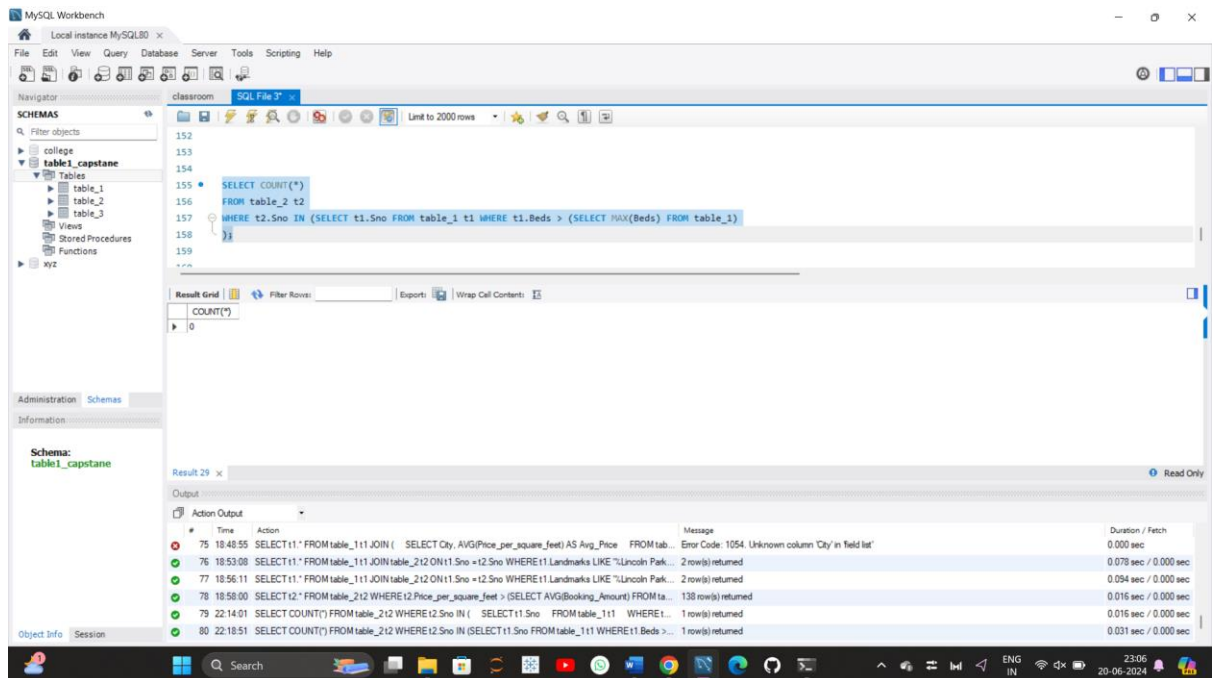 MySQL Workbench
Local instance MySQL80 ×
File Edit View Query Database Server Tools Scripting Help
Navigator
SCHEMAS
Filter objects
college
table1_capstane
Tables
table_1
table_2
table_3
Views
Stored Procedures
Functions
xyz
Administration Schemas
Information
Schema:
table1_capstane
Object Info Session
classroom SQL File 3* ×
Limit to 2000 rows
152
153
154
155 SELECT COUNT(*)
156 FROM table_2 t2
157 WHERE t2.Sno IN (SELECT t1.Sno FROM table_1 t1 WHERE t1.Beds > (SELECT MAX(Beds) FROM table_1)
158 );
159
160
Result Grid Filter Rows: Export: Wrap Cell Content:
COUNT(*)
0
Result 29 × Read Only
Output
Action Output
# Time Action Message Duration / Fetch
75 18:48:55 SELECT t1.* FROM table_1 t1 JOIN ( SELECT City, AVG(Price_per_square_feet) AS Avg_Price FROM tab... Error Code: 1054. Unknown column 'City' in 'field list' 0.000 sec
76 18:53:08 SELECT t1.* FROM table_1 t1 JOIN table_2 t2 ON t1.Sno = t2.Sno WHERE t1.Landmarks LIKE '%Lincoln Park... 2 row(s) returned 0.078 sec / 0.000 sec
77 18:56:11 SELECT t1.* FROM table_1 t1 JOIN table_2 t2 ON t1.Sno = t2.Sno WHERE t1.Landmarks LIKE '%Lincoln Park... 2 row(s) returned 0.094 sec / 0.000 sec
78 18:58:00 SELECT t2.* FROM table_2 t2 WHERE t2.Price_per_square_feet > (SELECT AVG(Booking_Amount) FROM ta... 138 row(s) returned 0.016 sec / 0.000 sec
79 22:14:01 SELECT COUNT(*) FROM table_2 t2 WHERE t2.Sno IN ( SELECT t1.Sno FROM table_1 t1 WHERE t... 1 row(s) returned 0.016 sec / 0.000 sec
80 22:18:51 SELECT COUNT(*) FROM table_2 t2 WHERE t2.Sno IN (SELECT t1.Sno FROM table_1 t1 WHERE t1.Beds >... 1 row(s) returned 0.031 sec / 0.000 sec
Search
ENG
IN
23:06
20-06-2024